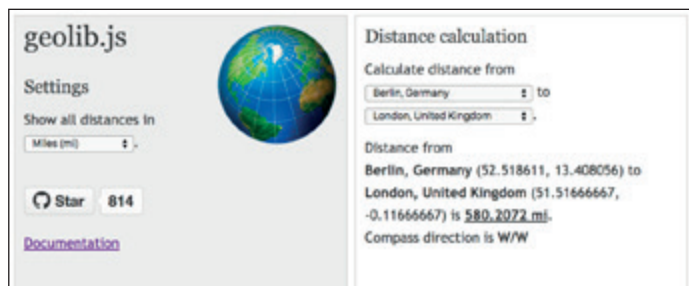 geolib.js
Settings
Show all distances in
Miles (mi) .
Star 814
Documentation
Distance calculation
Calculate distance from
Berlin, Germany to
London, United Kingdom .
Distance from
Berlin, Germany (52.518611, 13.408056) to
London, United Kingdom (51.51666667,
-0.11666667) is 580.2072 mi.
Compass direction is W/W